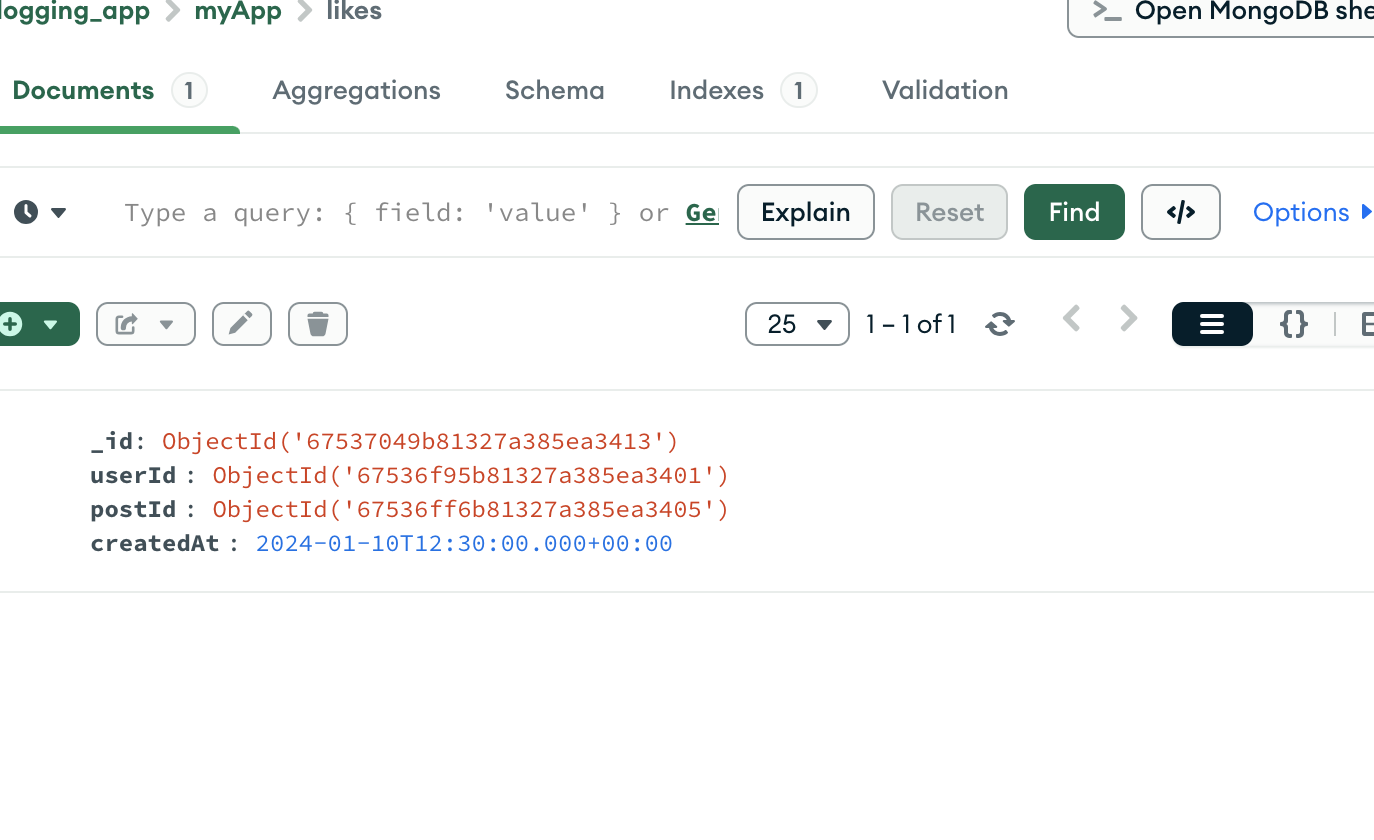 logging_app > myApp > likes
>_ Open MongoDB she
Documents 1 Aggregations Schema Indexes 1 Validation
Type a query: { field: 'value' } or Ge Explain Reset Find </> Options
25 1 – 1 of 1 {}
_id: ObjectId('67537049b81327a385ea3413')
userId : ObjectId('67536f95b81327a385ea3401')
postId : ObjectId('67536ff6b81327a385ea3405')
createdAt : 2024-01-10T12:30:00.000+00:00